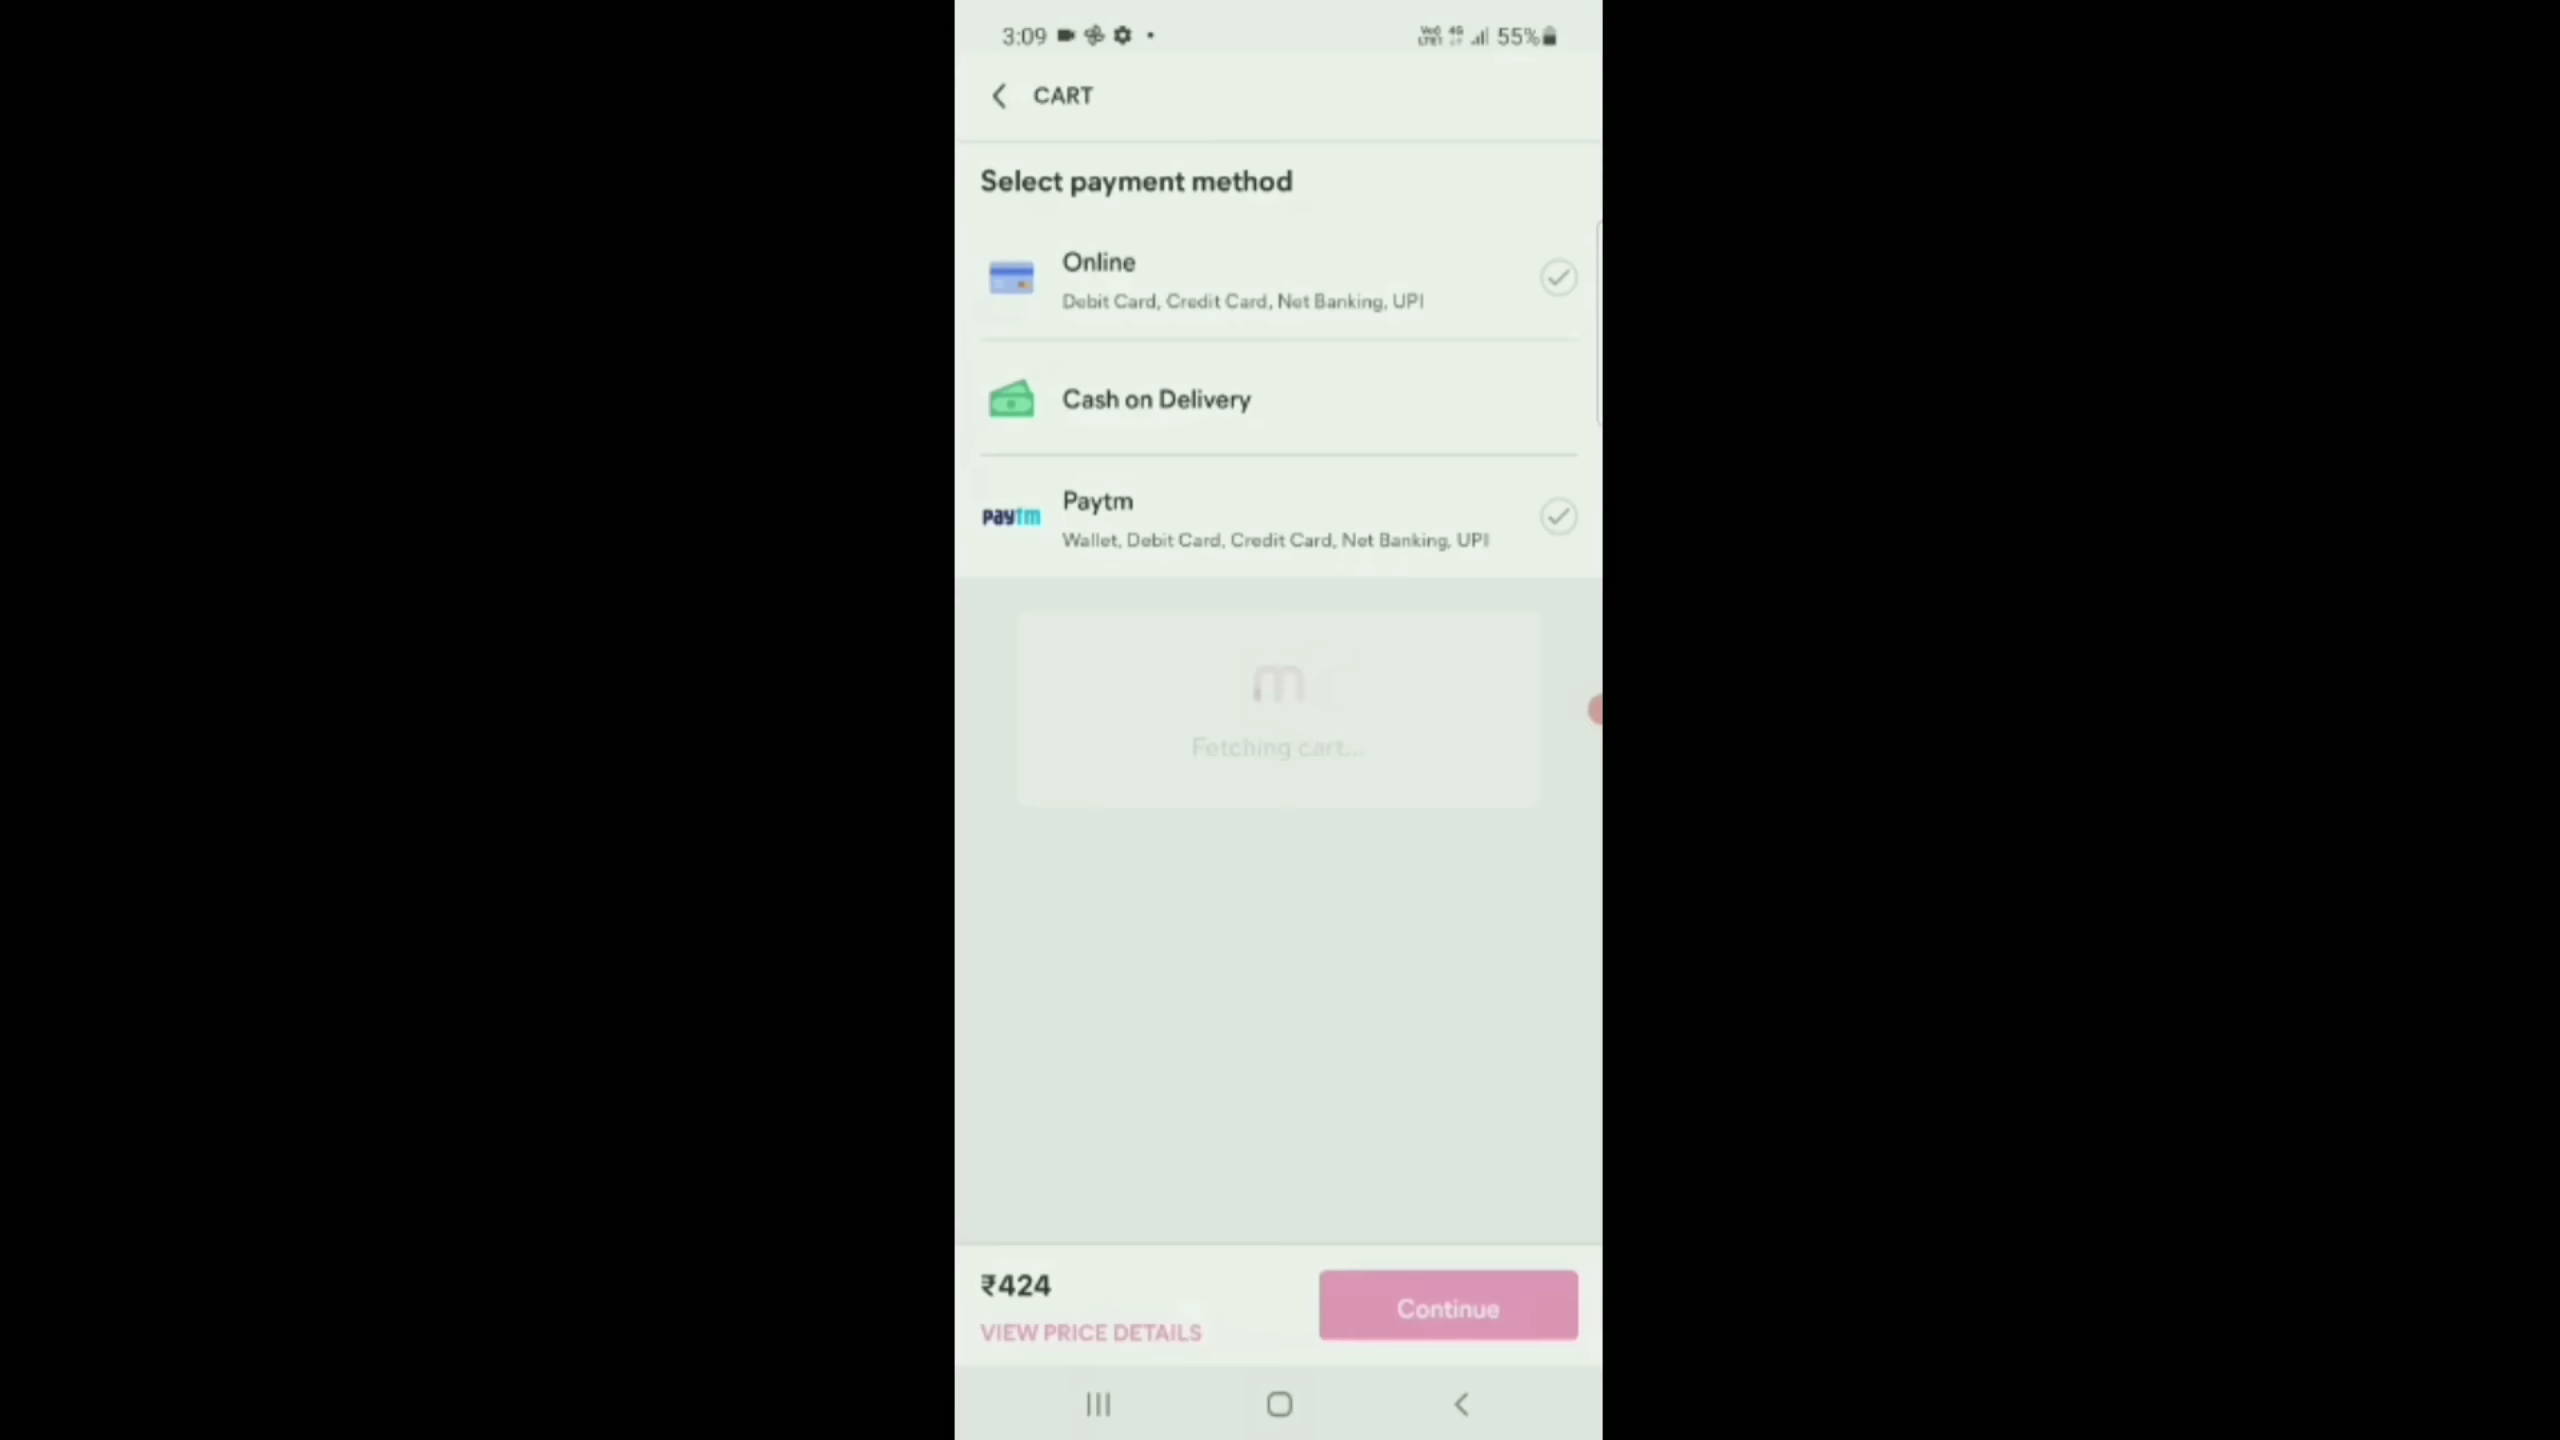 3:09 55%
CART
Select payment method
Online
Debit Card, Credit Card, Net Banking, UPI
Cash on Delivery
paytm
Paytm
Wallet, Debit Card, Credit Card, Net Banking, UPI
m
Fetching cart...
₹424
Continue
VIEW PRICE DETAILS